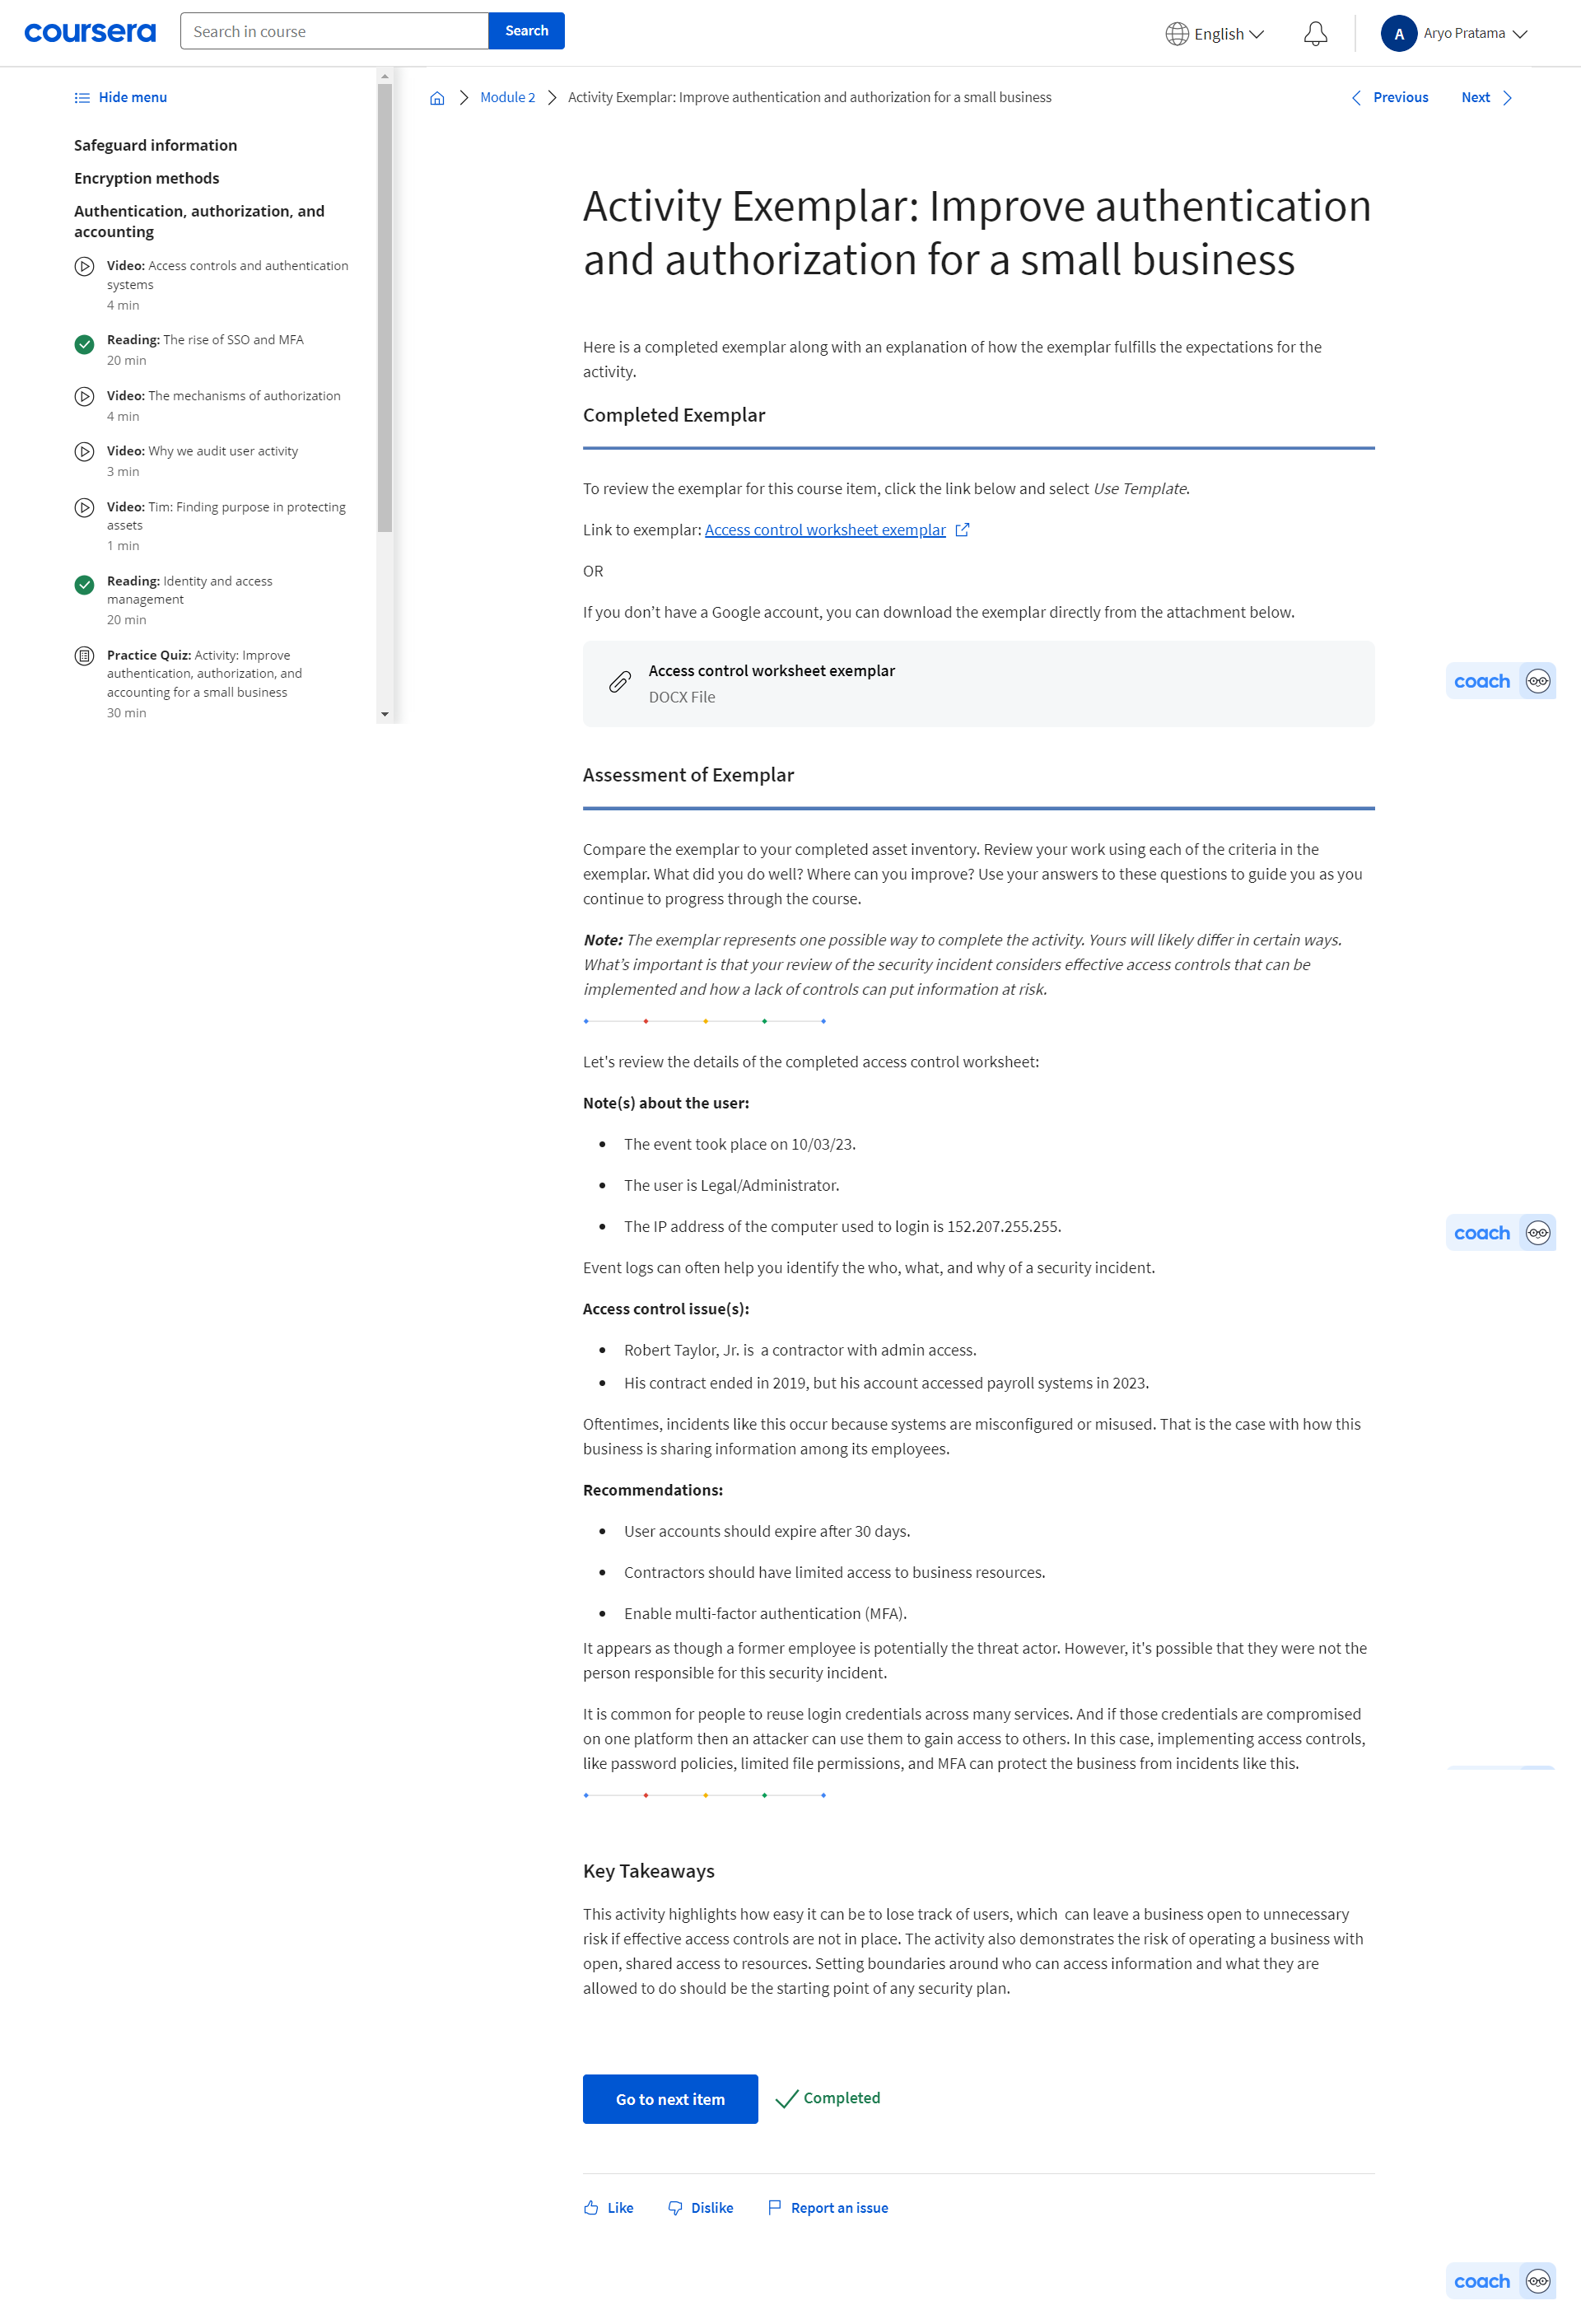 coursera
Search in course
Search
English
A
Aryo Pratama
Hide menu
Safeguard information
Encryption methods
Authentication, authorization, and
accounting
Video: Access controls and authentication
systems
4 min
Reading: The rise of SSO and MFA
20 min
Video: The mechanisms of authorization
4 min
Video: Why we audit user activity
3 min
Video: Tim: Finding purpose in protecting
assets
1 min
Reading: Identity and access
management
20 min
Practice Quiz: Activity: Improve
authentication, authorization, and
accounting for a small business
30 min
Module 2
Activity Exemplar: Improve authentication and authorization for a small business
Previous
Next
Activity Exemplar: Improve authentication
and authorization for a small business
Here is a completed exemplar along with an explanation of how the exemplar fulfills the expectations for the
activity.
Completed Exemplar
To review the exemplar for this course item, click the link below and select Use Template.
Link to exemplar: Access control worksheet exemplar
OR
If you don’t have a Google account, you can download the exemplar directly from the attachment below.
Access control worksheet exemplar
DOCX File
coach
Assessment of Exemplar
Compare the exemplar to your completed asset inventory. Review your work using each of the criteria in the
exemplar. What did you do well? Where can you improve? Use your answers to these questions to guide you as you
continue to progress through the course.
Note: The exemplar represents one possible way to complete the activity. Yours will likely differ in certain ways.
What’s important is that your review of the security incident considers effective access controls that can be
implemented and how a lack of controls can put information at risk.
Let's review the details of the completed access control worksheet:
Note(s) about the user:
• The event took place on 10/03/23.
• The user is Legal/Administrator.
• The IP address of the computer used to login is 152.207.255.255.
coach
Event logs can often help you identify the who, what, and why of a security incident.
Access control issue(s):
• Robert Taylor, Jr. is  a contractor with admin access.
• His contract ended in 2019, but his account accessed payroll systems in 2023.
Oftentimes, incidents like this occur because systems are misconfigured or misused. That is the case with how this
business is sharing information among its employees.
Recommendations:
• User accounts should expire after 30 days.
• Contractors should have limited access to business resources.
• Enable multi-factor authentication (MFA).
It appears as though a former employee is potentially the threat actor. However, it's possible that they were not the
person responsible for this security incident.
It is common for people to reuse login credentials across many services. And if those credentials are compromised
on one platform then an attacker can use them to gain access to others. In this case, implementing access controls,
like password policies, limited file permissions, and MFA can protect the business from incidents like this.
Key Takeaways
This activity highlights how easy it can be to lose track of users, which  can leave a business open to unnecessary
risk if effective access controls are not in place. The activity also demonstrates the risk of operating a business with
open, shared access to resources. Setting boundaries around who can access information and what they are
allowed to do should be the starting point of any security plan.
Go to next item
Completed
Like
Dislike
Report an issue
coach